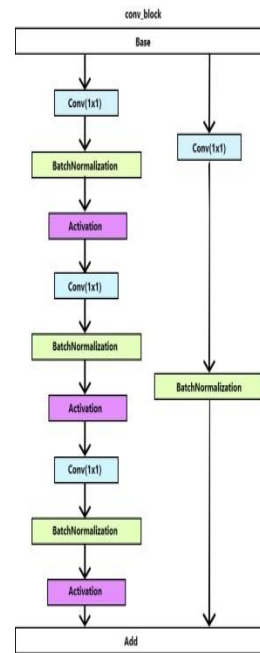 conv_block
Base
Conv(1x1)
Conv(1x1)
BatchNormalization
Activation
Conv(1x1)
BatchNormalization
BatchNormalization
Activation
Conv(1x1)
BatchNormalization
Activation
Add